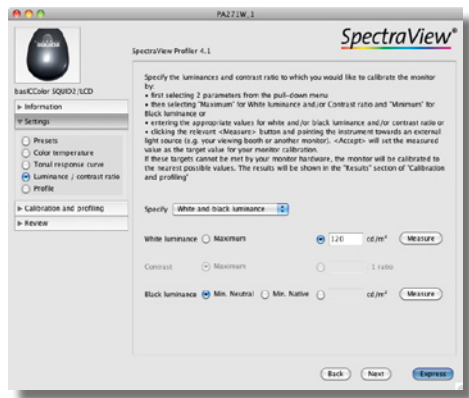 PA271W_1
SpectraView®
SpectraView Profiler 4.1
basICColor SQUID2/LCD
Information
Settings
Presets
Color temperature
Tonal response curve
Luminance / contrast ratio
Profile
Calibration and profiling
Review
Specify the luminances and contrast ratio to which you would like to calibrate the monitor
by:
• first selecting 2 parameters from the pull-down menu
• then selecting "Maximum" for White luminance and/or Contrast ratio and "Minimum" for
Black luminance or
• entering the appropriate values for white and/or black luminance and/or contrast ratio or
• clicking the relevant <Measure> button and pointing the instrument towards an external
light source (e.g. your viewing booth or another monitor). <Accept> will set the measured
value as the target value for your monitor calibration.
If these targets cannot be met by your monitor hardware, the monitor will be calibrated to
the nearest possible values. The results will be shown in the "Results" section of "Calibration
and profiling"
Specify White and black luminance
White luminance Maximum 120 cd/m² Measure
Contrast Maximum 1 ratio
Black luminance Min. Neutral Min. Native cd/m² Measure
Back Next Express